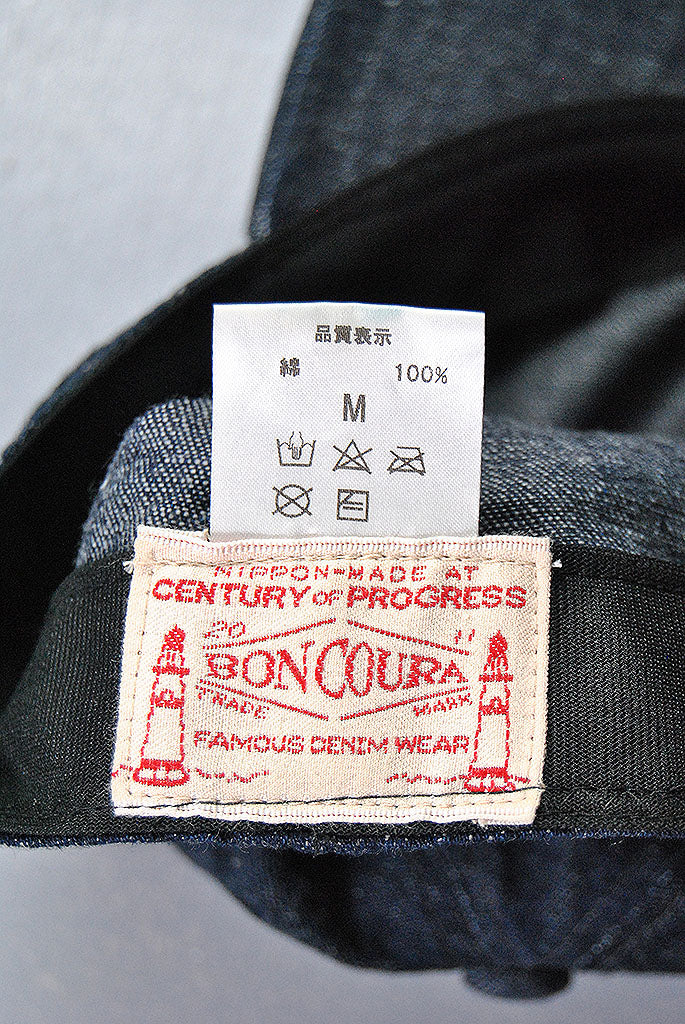 品質表示
綿 100%
M
NIPPON-MADE AT
CENTURY OF PROGRESS
20 11
BONCOURA
TRADE MARK
FAMOUS DENIM WEAR